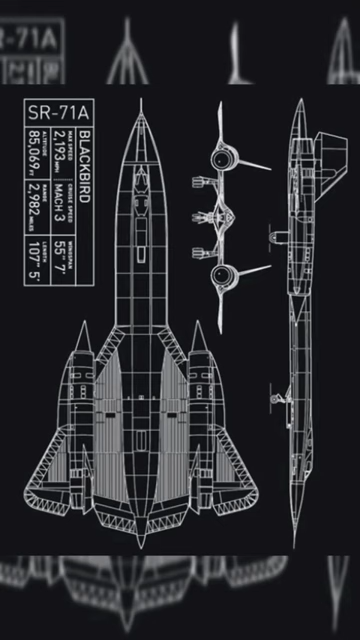 SR-71A
BLACKBIRD
MAX SPEED
2,193 MPH
CRUISE SPEED
MACH 3
WINGSPAN
55" 7'
ALTITUDE
85,069 FT
RANGE
2,982 MILES
LENGTH
107" 5'